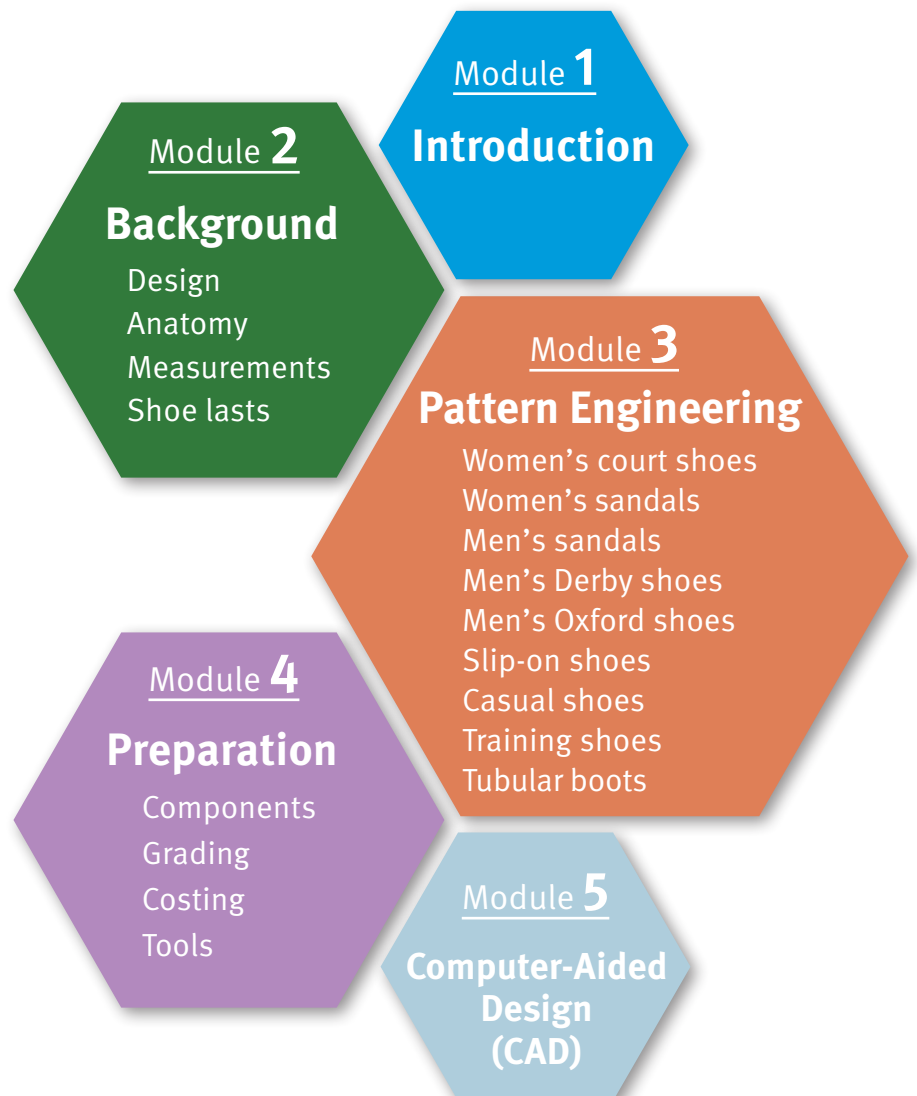 Module 1
Introduction
Module 2
Background
Design
Anatomy
Measurements
Shoe lasts
Module 3
Pattern Engineering
Women’s court shoes
Women’s sandals
Men’s sandals
Men’s Derby shoes
Men’s Oxford shoes
Slip-on shoes
Casual shoes
Training shoes
Tubular boots
Module 4
Preparation
Components
Grading
Costing
Tools
Module 5
Computer-Aided
Design
(CAD)